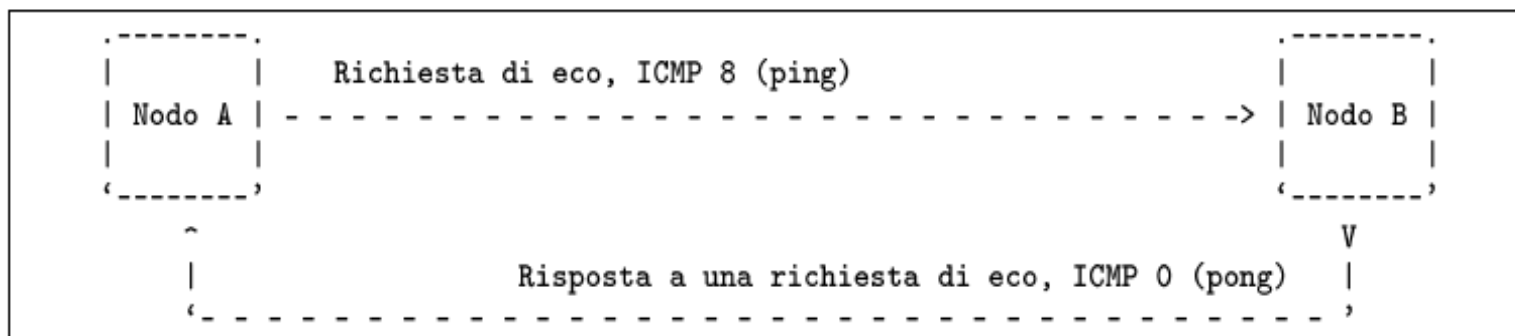 Richiesta di eco, ICMP 8 (ping)
Nodo A
Nodo B
Risposta a una richiesta di eco, ICMP 0 (pong)